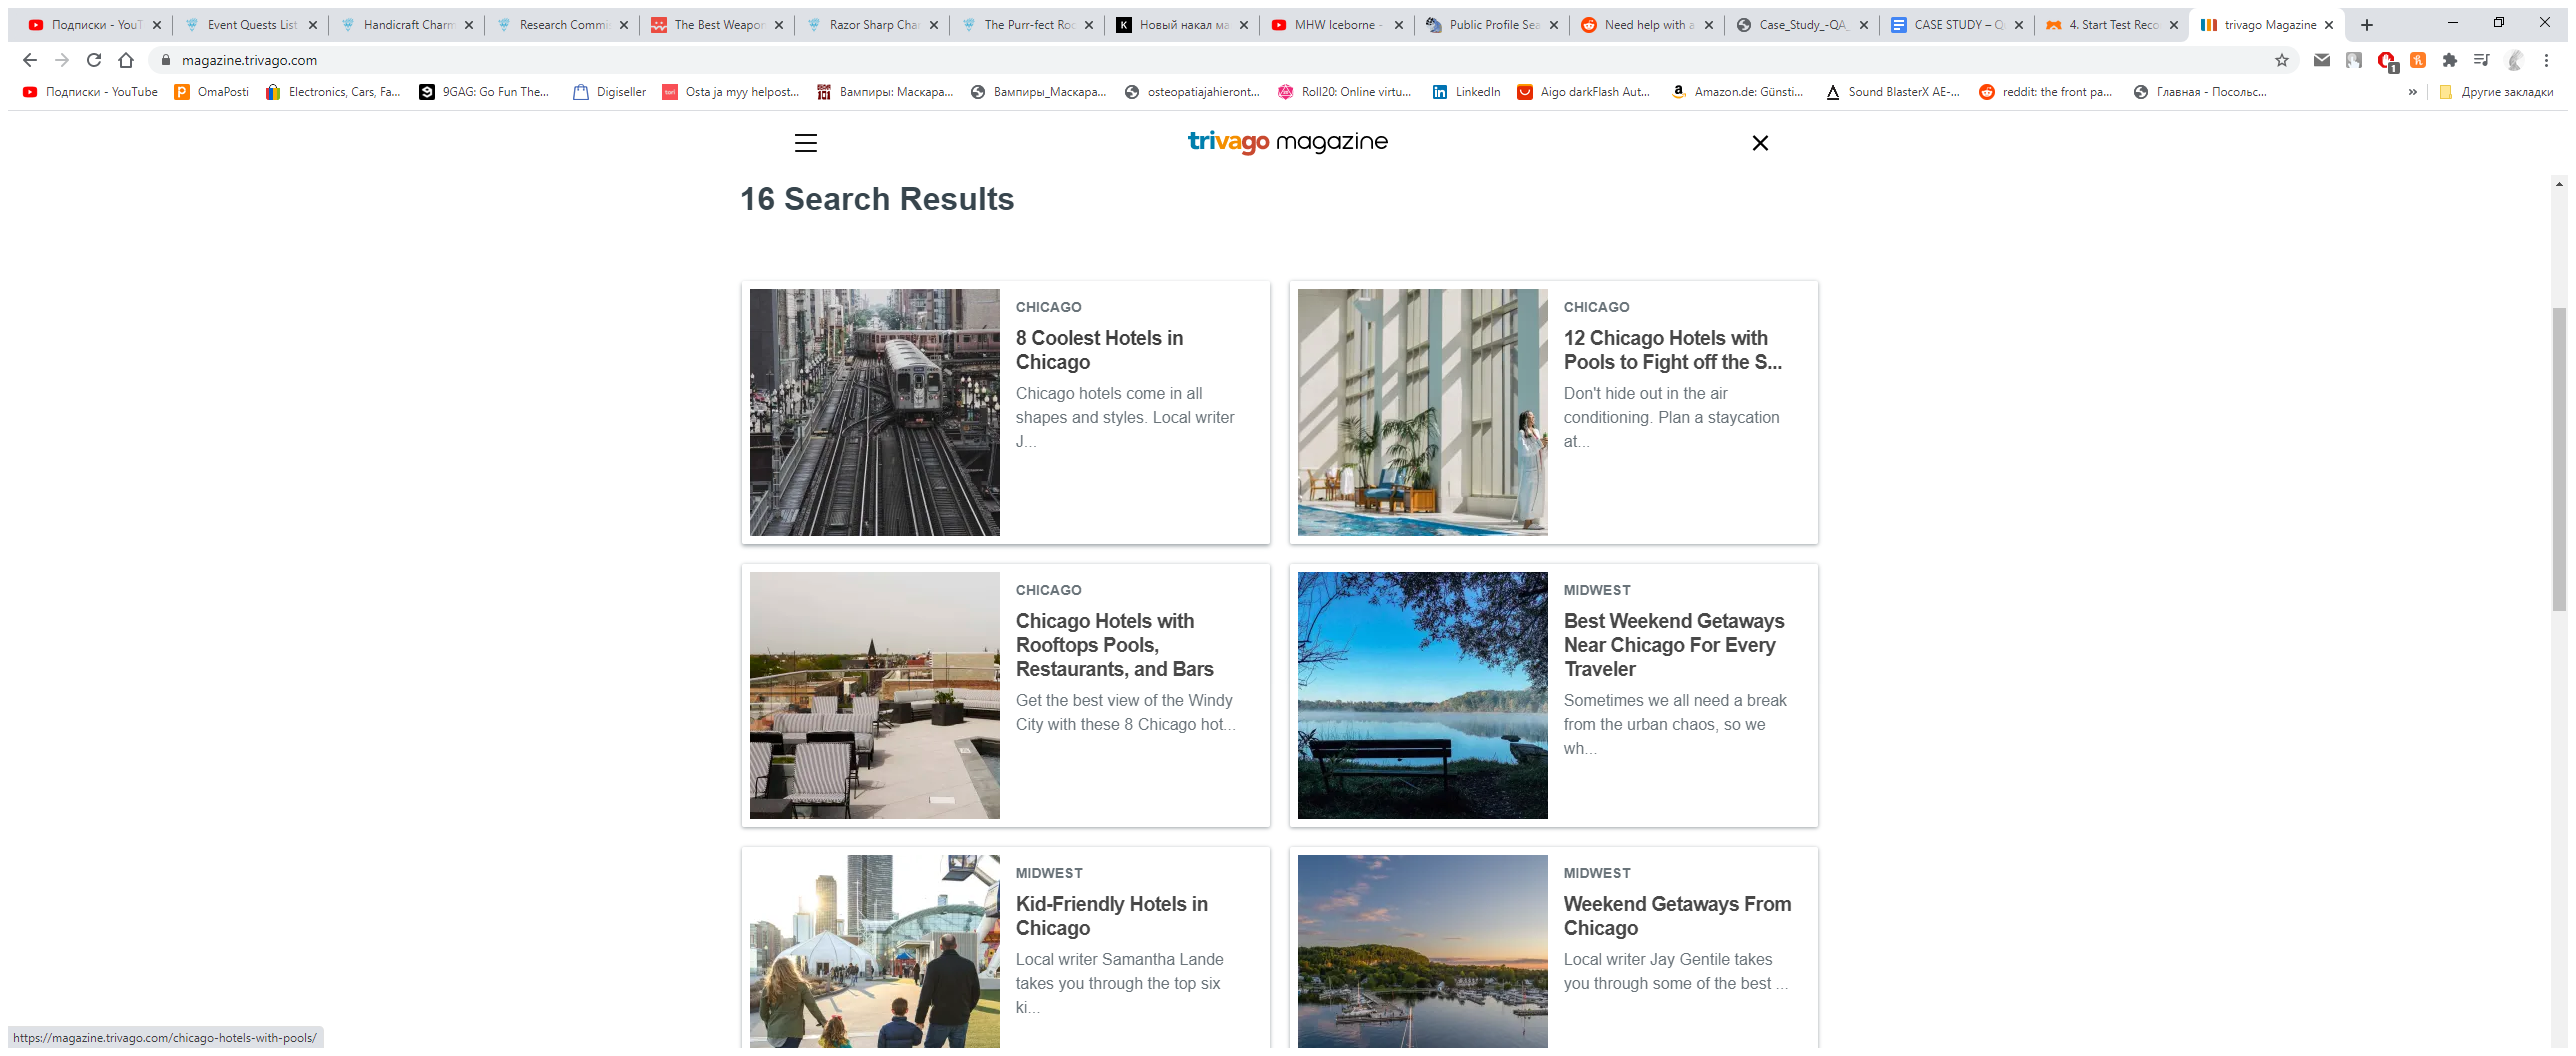 Подписки - YouT
Event Quests List
Handicraft Charm
Research Commis
The Best Weapon
Razor Sharp Char
The Purr-fect Roo
Новый накал ма
MHW Iceborne -
Public Profile Sea
Need help with a
Case_Study_-QA_
CASE STUDY – Q
4. Start Test Reco
trivago Magazine
magazine.trivago.com
1
Подписки - YouTube
OmaPosti
Electronics, Cars, Fa...
9GAG: Go Fun The...
Digiseller
tori
Osta ja myy helpost...
Вампиры: Маскара...
Вампиры_Маскара...
osteopatiajahieront...
Roll20: Online virtu...
LinkedIn
Aigo darkFlash Aut...
Amazon.de: Günsti...
Sound BlasterX AE-...
reddit: the front pa...
Главная - Посольс...
»
Другие закладки
trivago magazine
16 Search Results
CHICAGO
8 Coolest Hotels in
Chicago
Chicago hotels come in all
shapes and styles. Local writer
J...
CHICAGO
12 Chicago Hotels with
Pools to Fight off the S...
Don't hide out in the air
conditioning. Plan a staycation
at...
CHICAGO
Chicago Hotels with
Rooftops Pools,
Restaurants, and Bars
Get the best view of the Windy
City with these 8 Chicago hot...
MIDWEST
Best Weekend Getaways
Near Chicago For Every
Traveler
Sometimes we all need a break
from the urban chaos, so we
wh...
MIDWEST
Kid-Friendly Hotels in
Chicago
Local writer Samantha Lande
takes you through the top six
ki...
MIDWEST
Weekend Getaways From
Chicago
Local writer Jay Gentile takes
you through some of the best ...
https://magazine.trivago.com/chicago-hotels-with-pools/